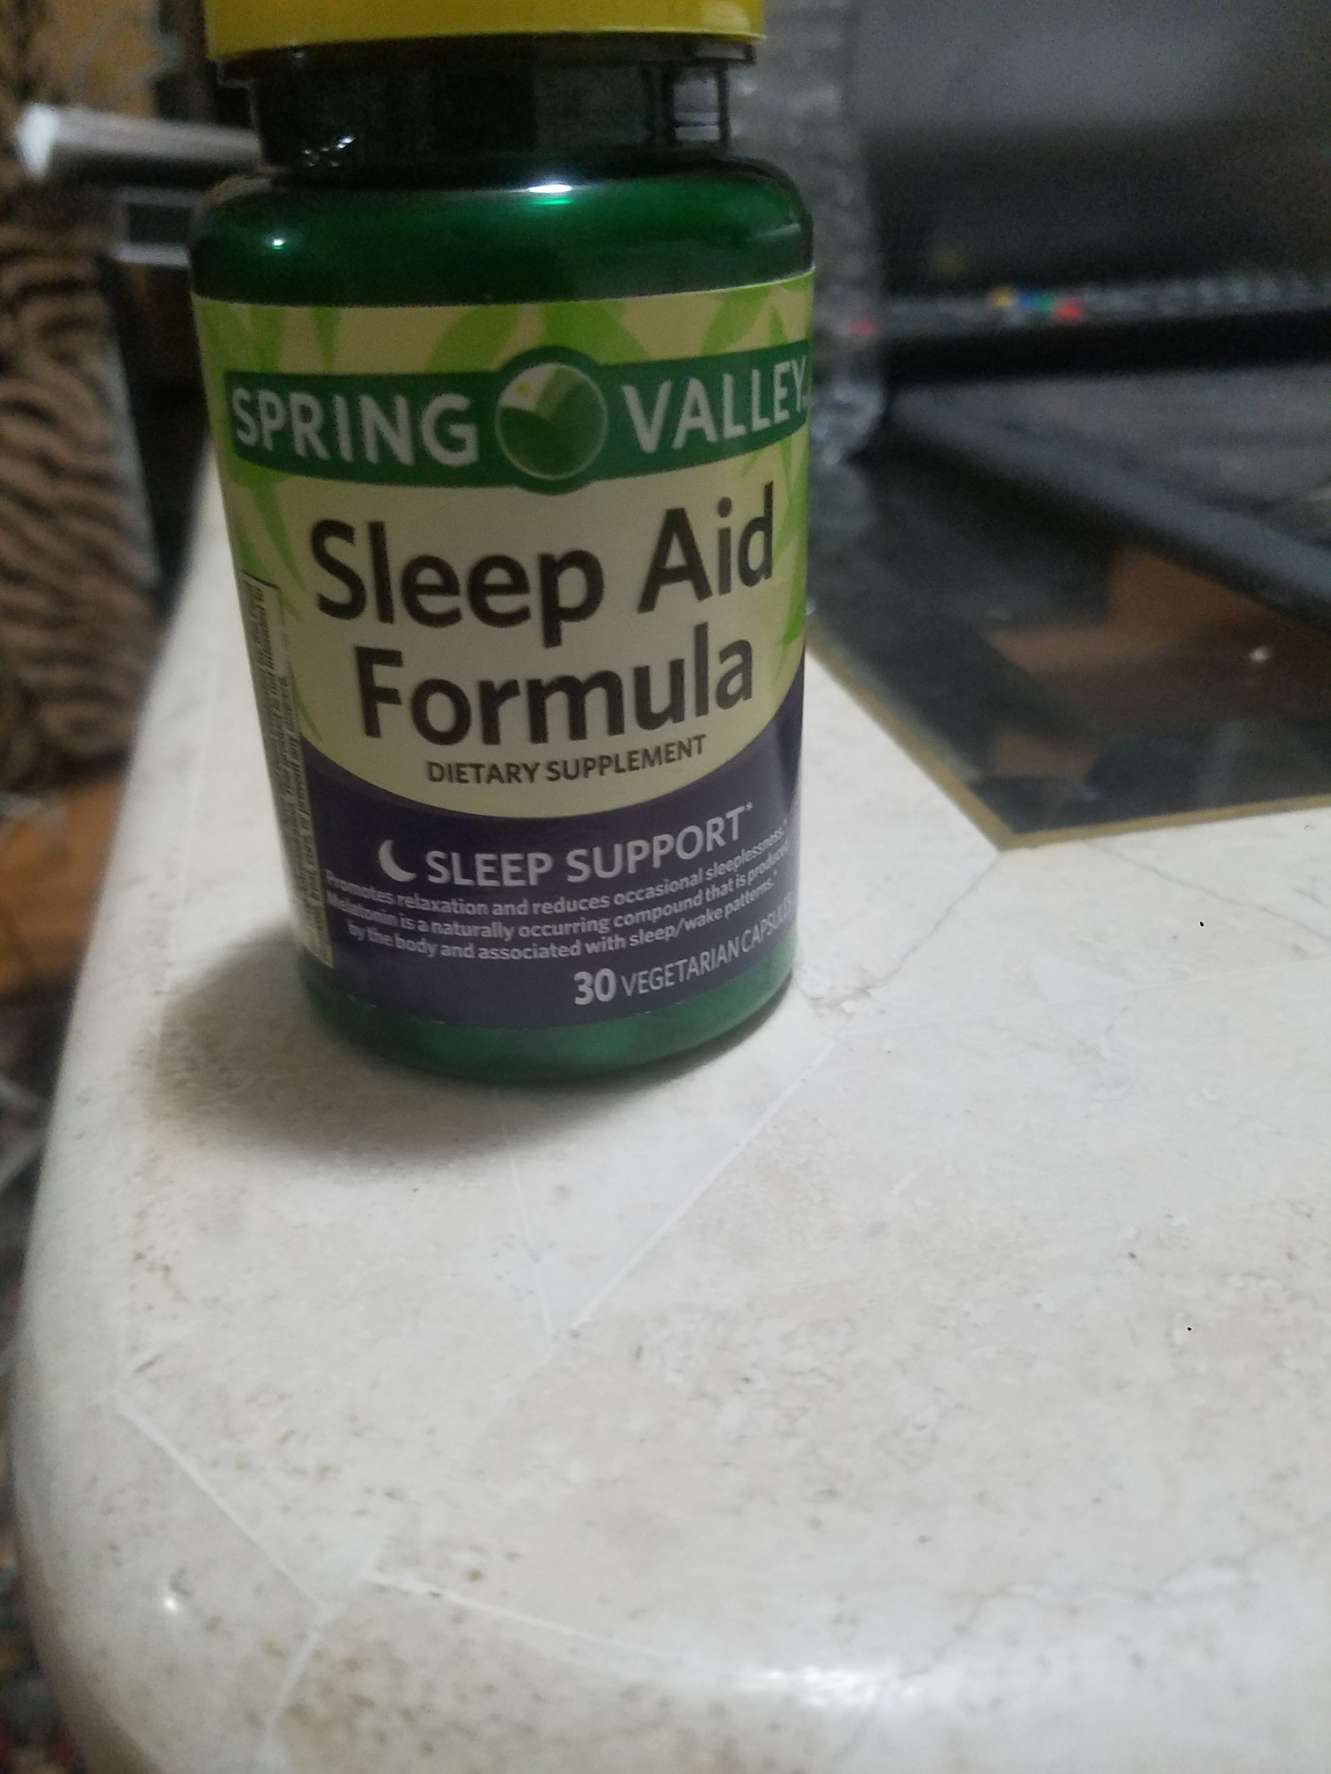 SPRING VALLEY
Sleep Aid
Formula
DIETARY SUPPLEMENT
SLEEP SUPPORT*
Promotes relaxation and reduces occasional sleeplessness.*
Melatonin is a naturally occurring compound that is produced
by the body and associated with sleep/wake patterns.*
30 VEGETARIAN CAPSULES